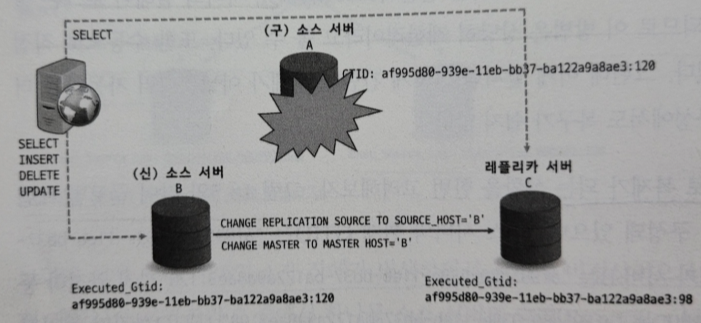 SELECT
(구) 소스 서버
A
GTID: af995d80-939e-11eb-bb37-ba122a9a8ae3:120
SELECT
INSERT
DELETE
UPDATE
(신) 소스 서버
B
레플리카 서버
C
CHANGE REPLICATION SOURCE TO SOURCE_HOST='B'
CHANGE MASTER TO MASTER HOST='B'
Executed_Gtid:
af995d80-939e-11eb-bb37-ba122a9a8ae3:120
Executed_Gtid:
af995d80-939e-11eb-bb37-ba122a9a8ae3:98